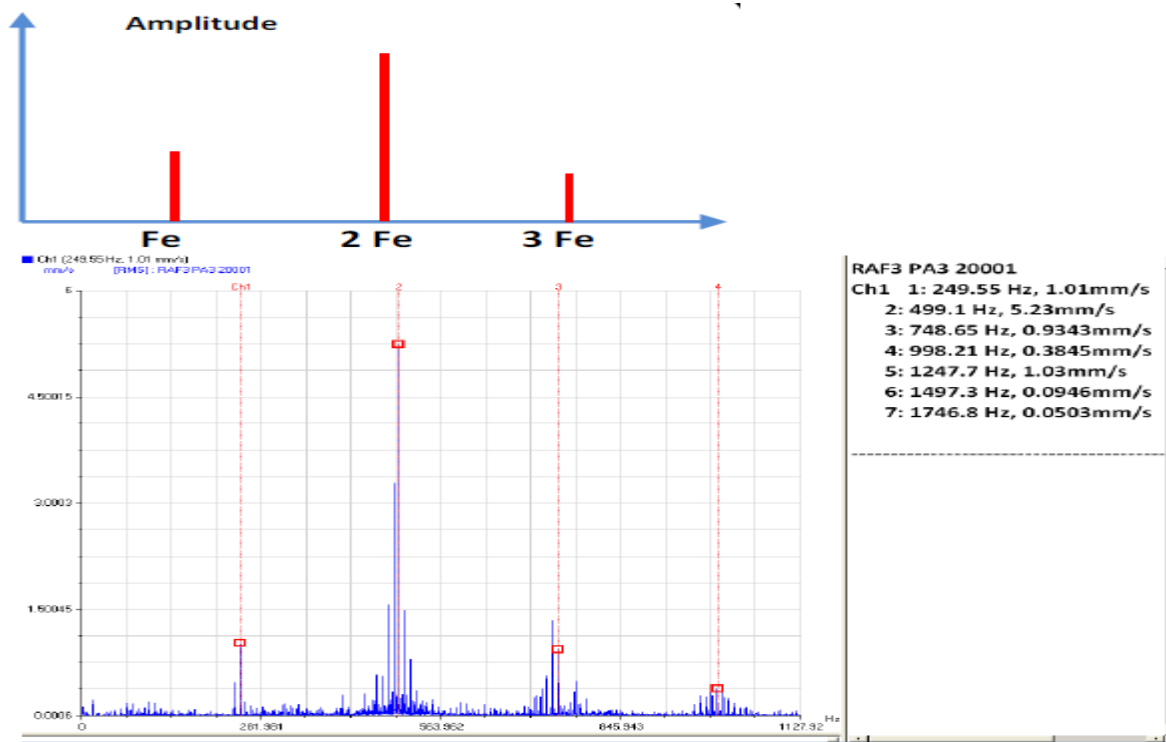 Amplitude
Fe
2 Fe
3 Fe
Ch1 (249.55 Hz, 1.01 mm/s)
mm/s [RMS] : RAF3 PA3 20001
Ch1 2 3 4
6
4.50015
3.0003
1.50045
0.0006
0 281.981 563.962 845.943 1127.92 Hz
RAF3 PA3 20001
Ch1 1: 249.55 Hz, 1.01mm/s
2: 499.1 Hz, 5.23mm/s
3: 748.65 Hz, 0.9343mm/s
4: 998.21 Hz, 0.3845mm/s
5: 1247.7 Hz, 1.03mm/s
6: 1497.3 Hz, 0.0946mm/s
7: 1746.8 Hz, 0.0503mm/s